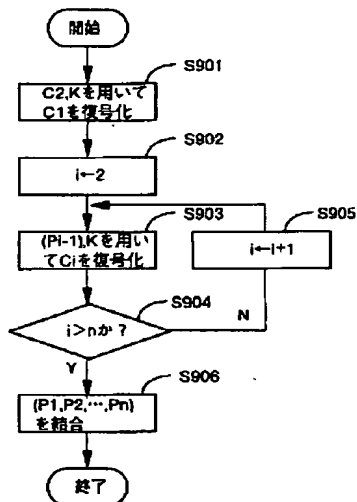 開始
S901
C2,Kを用いて
C1を復号化
S902
i←2
S903
(Pi-1),Kを用い
てCiを復号化
S905
i←i+1
S904
i>nか?
N
Y
S906
(P1,P2,…,Pn)
を結合
終了